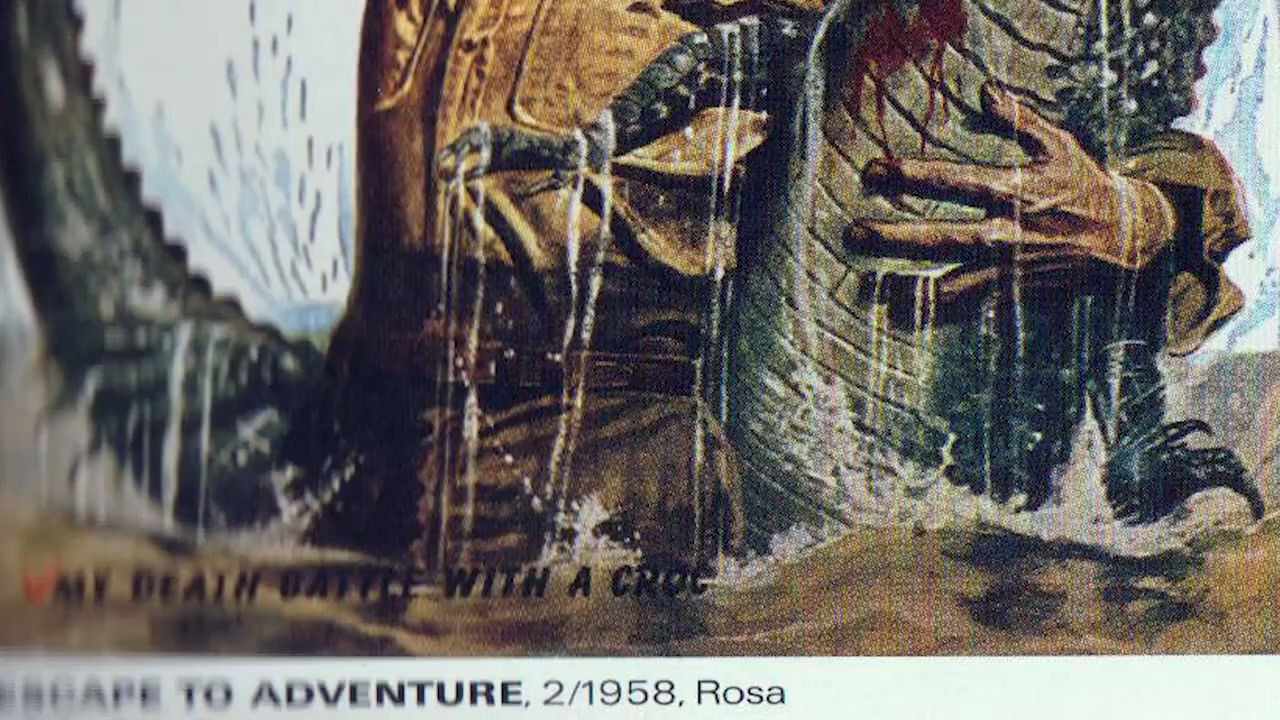 MY DEATH BATTLE WITH A CROC
ESCAPE TO ADVENTURE, 2/1958, Rosa